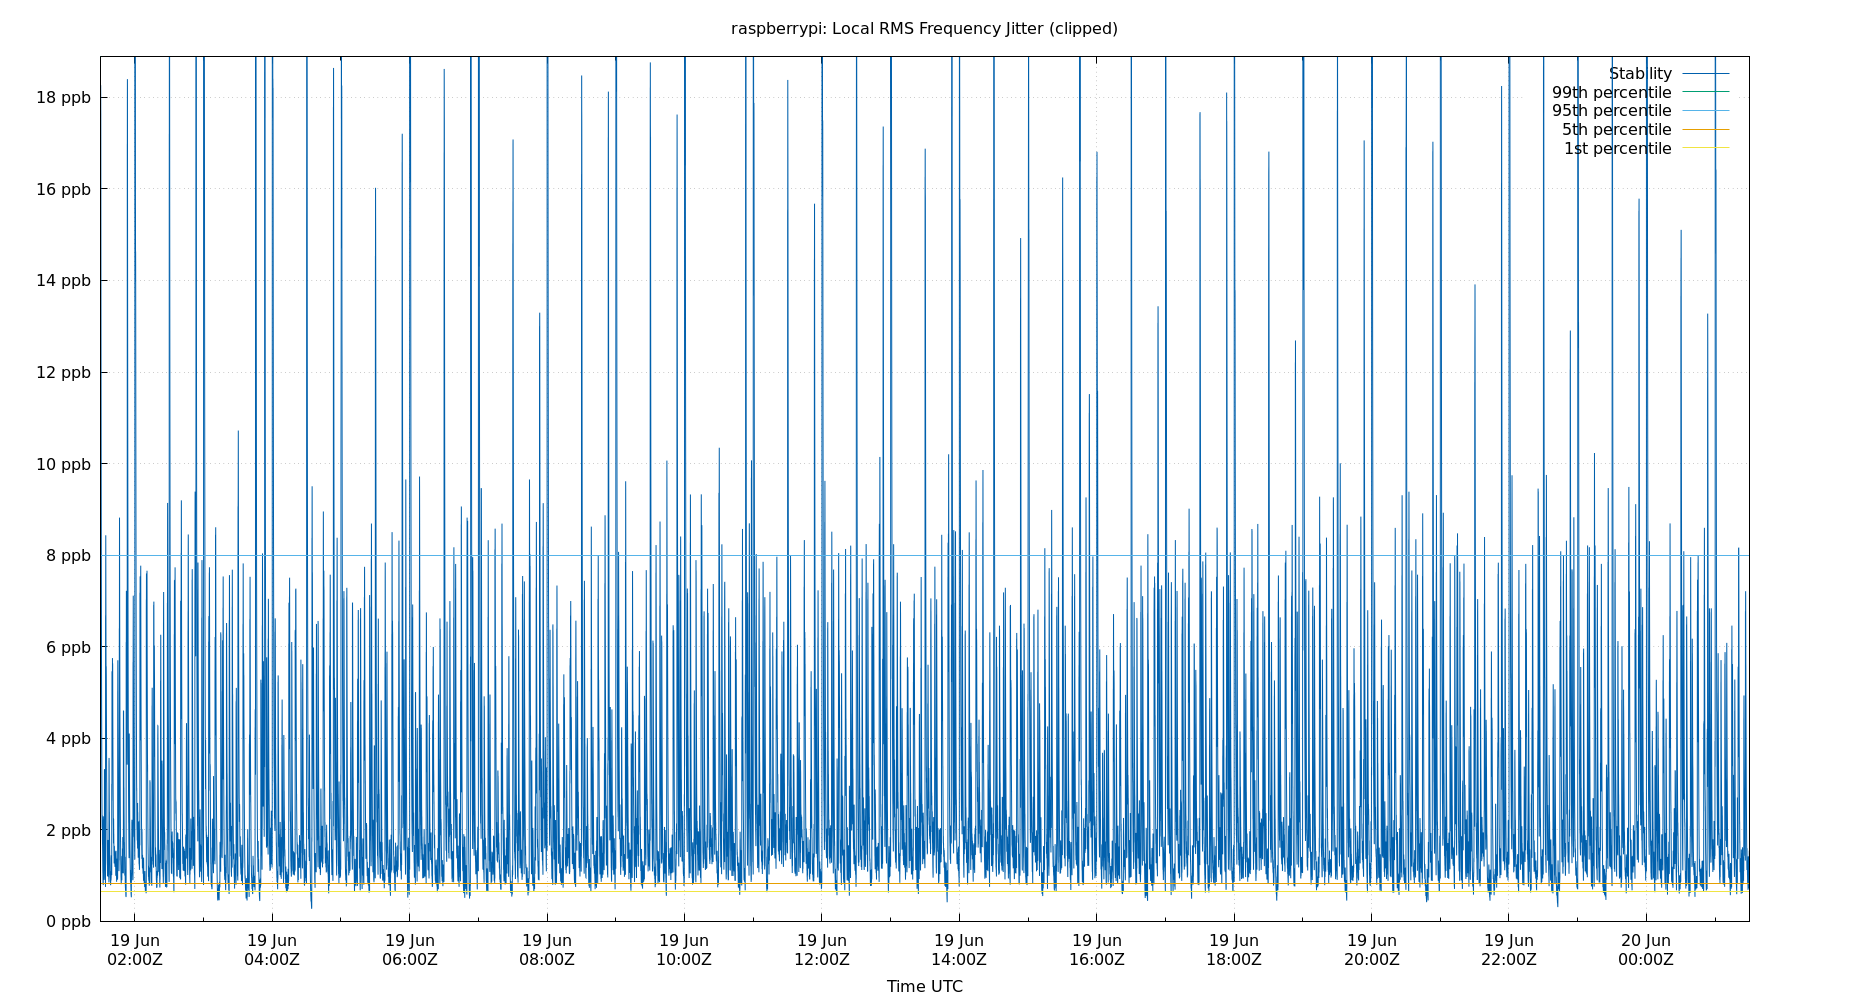 raspberrypi: Local RMS Frequency Jitter (clipped)
Stability
99th percentile
95th percentile
5th percentile
1st percentile
18 ppb
16 ppb
14 ppb
12 ppb
10 ppb
8 ppb
6 ppb
4 ppb
2 ppb
0 ppb
19 Jun 19 Jun 19 Jun 19 Jun 19 Jun 19 Jun 19 Jun 19 Jun 19 Jun 19 Jun 19 Jun 20 Jun
02:00Z 04:00Z 06:00Z 08:00Z 10:00Z 12:00Z 14:00Z 16:00Z 18:00Z 20:00Z 22:00Z 00:00Z
Time UTC